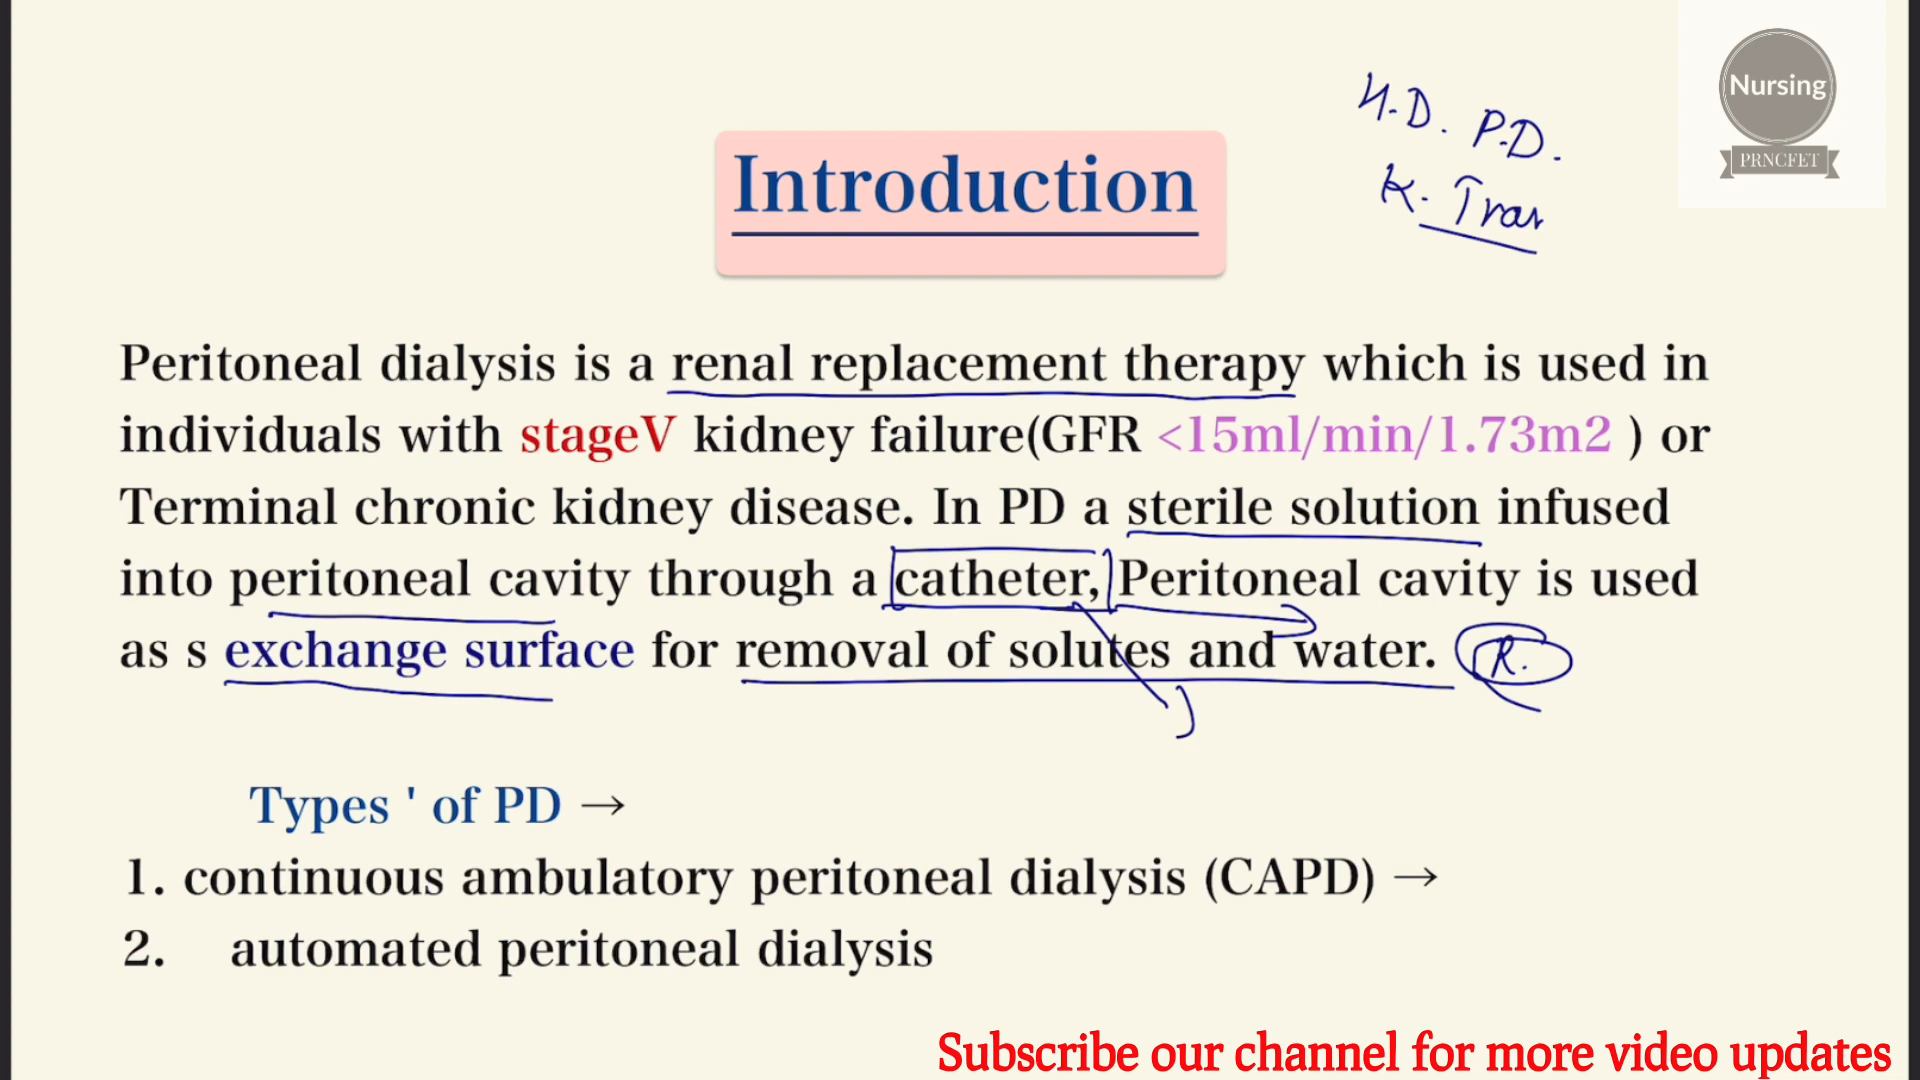 Nursing
PRNCFET
H.D. P.D.
K. Tran
Introduction
Peritoneal dialysis is a renal replacement therapy which is used in
individuals with stageV kidney failure(GFR <15ml/min/1.73m2 ) or
Terminal chronic kidney disease. In PD a sterile solution infused
into peritoneal cavity through a catheter, Peritoneal cavity is used
as s exchange surface for removal of solutes and water. R.
Types ' of PD →
1. continuous ambulatory peritoneal dialysis (CAPD) →
2. automated peritoneal dialysis
Subscribe our channel for more video updates